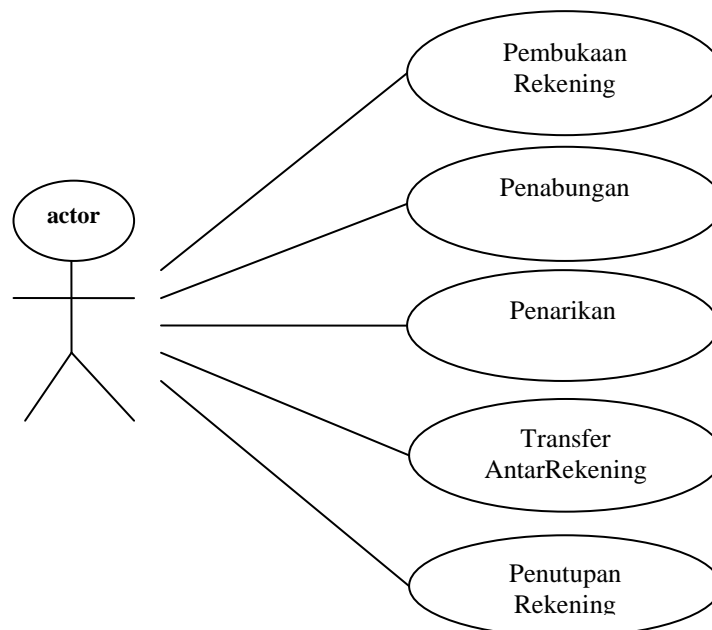 Pembukaan
Rekening
actor
Penabungan
Penarikan
Transfer
AntarRekening
Penutupan
Rekening